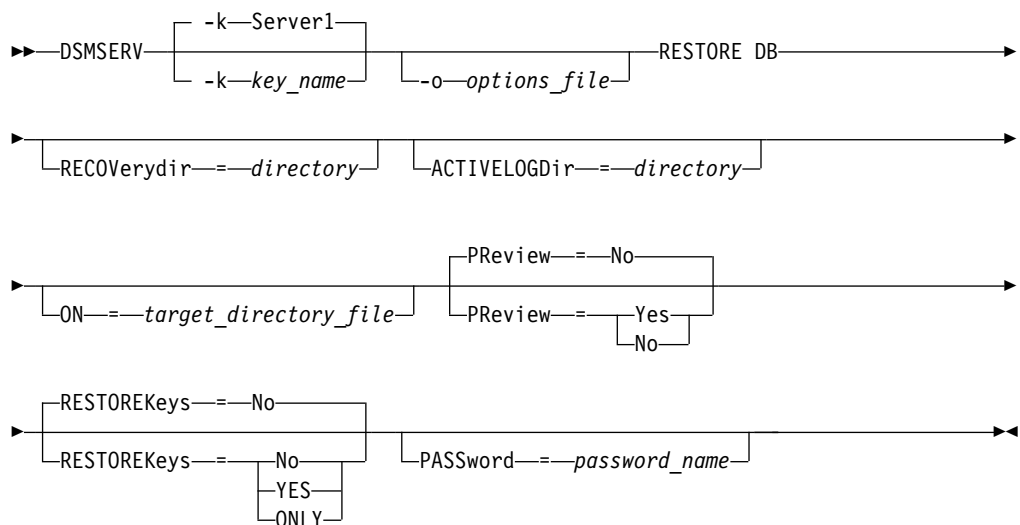 -k—Server1
DSMSERV RESTORE DB
-k—key_name -o—options_file
RECOVerydir—=—directory ACTIVELOGDir—=—directory
PReview—=—No
ON—=—target_directory_file PReview—=—Yes
No
RESTOREKeys—=—No
RESTOREKeys—=—No PASSword—=—password_name
YES
ONLY